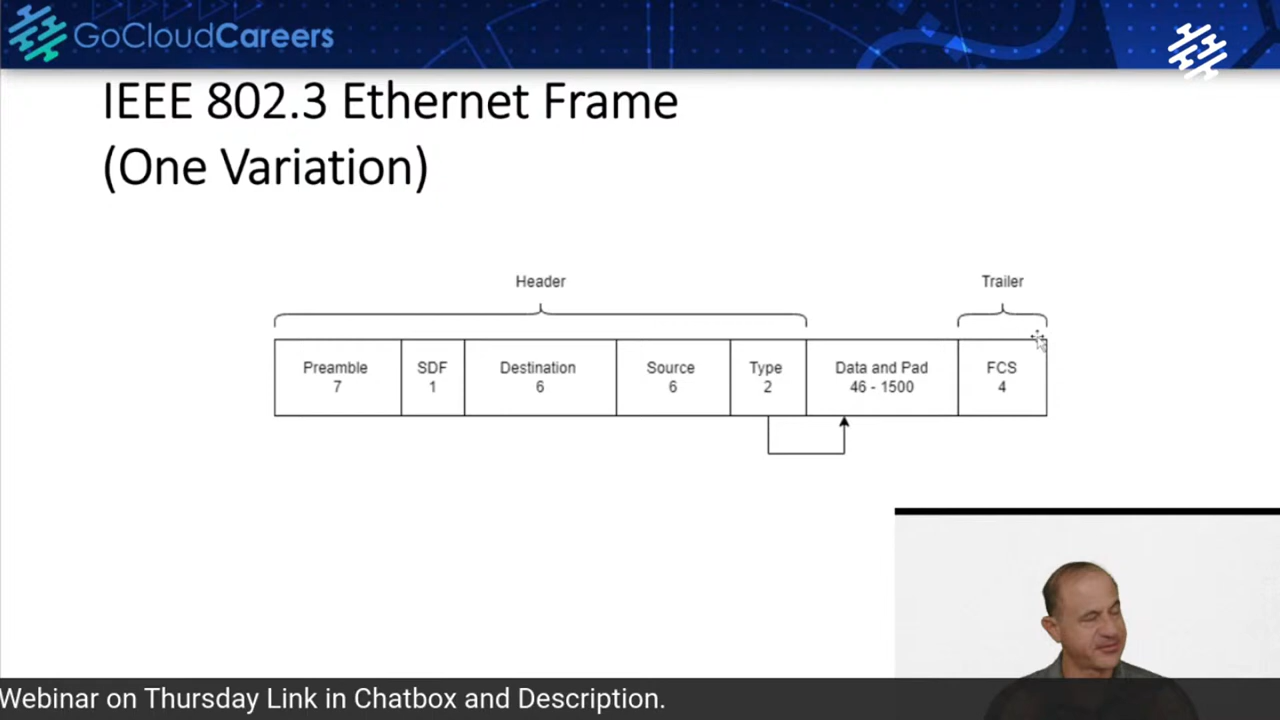 GoCloudCareers
IEEE 802.3 Ethernet Frame
(One Variation)
Header
Trailer
Preamble
7
SDF
1
Destination
6
Source
6
Type
2
Data and Pad
46 - 1500
FCS
4
Webinar on Thursday Link in Chatbox and Description.